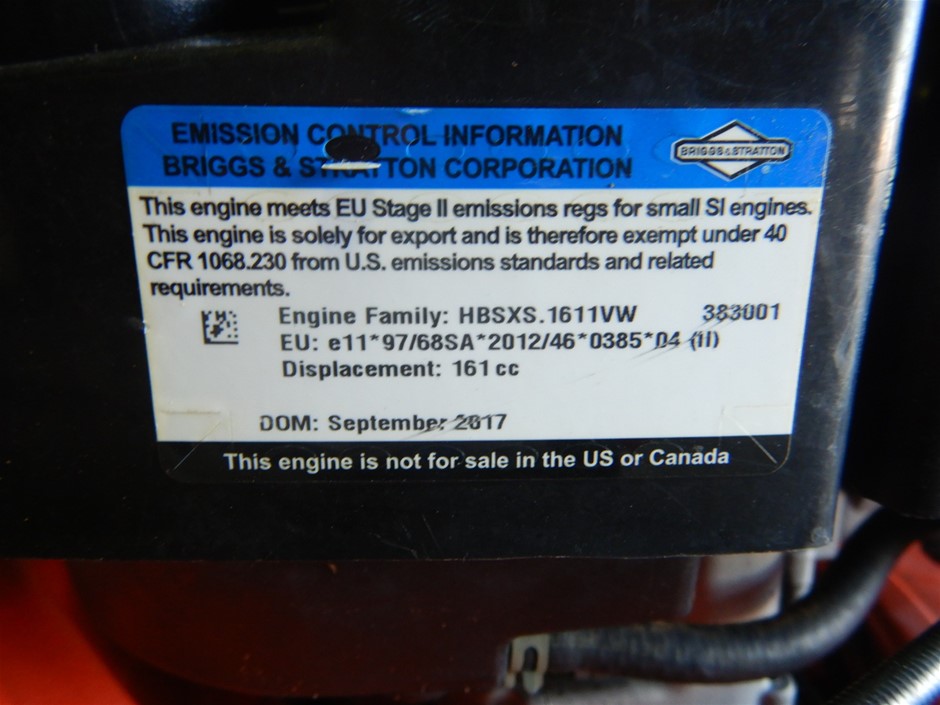 EMISSION CONTROL INFORMATION
BRIGGS & STRATTON CORPORATION
BRIGGS & STRATTON
This engine meets EU Stage II emissions regs for small SI engines.
This engine is solely for export and is therefore exempt under 40
CFR 1068.230 from U.S. emissions standards and related
requirements.
Engine Family: HBSXS.1611VW 383001
EU: e11*97/68SA*2012/46*0385*04 (II)
Displacement: 161 cc
DOM: September 2017
This engine is not for sale in the US or Canada